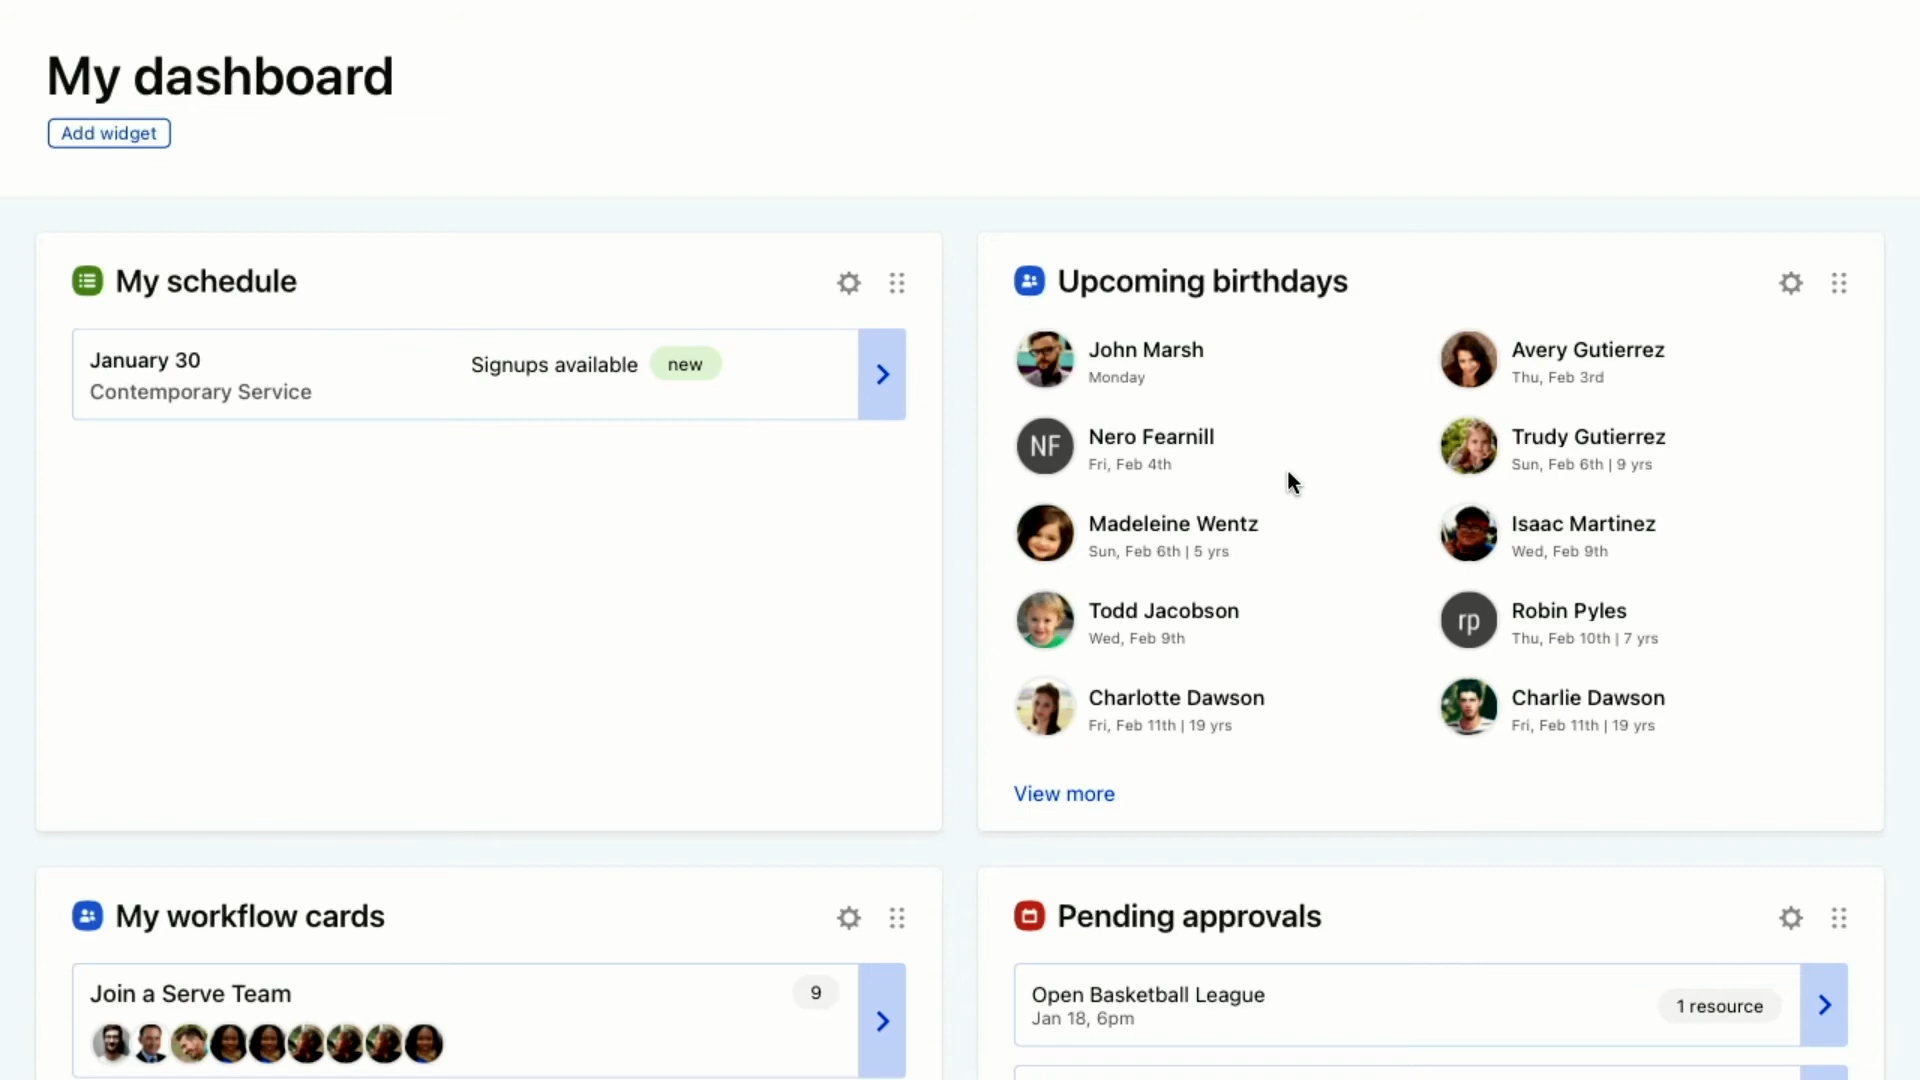 My dashboard
Add widget
My schedule
January 30
Contemporary Service
Signups available new
Upcoming birthdays
John Marsh
Monday
Avery Gutierrez
Thu, Feb 3rd
NF
Nero Fearnill
Fri, Feb 4th
Trudy Gutierrez
Sun, Feb 6th | 9 yrs
Madeleine Wentz
Sun, Feb 6th | 5 yrs
Isaac Martinez
Wed, Feb 9th
Todd Jacobson
Wed, Feb 9th
rp
Robin Pyles
Thu, Feb 10th | 7 yrs
Charlotte Dawson
Fri, Feb 11th | 19 yrs
Charlie Dawson
Fri, Feb 11th | 19 yrs
View more
My workflow cards
Join a Serve Team
9
Pending approvals
Open Basketball League
Jan 18, 6pm
1 resource